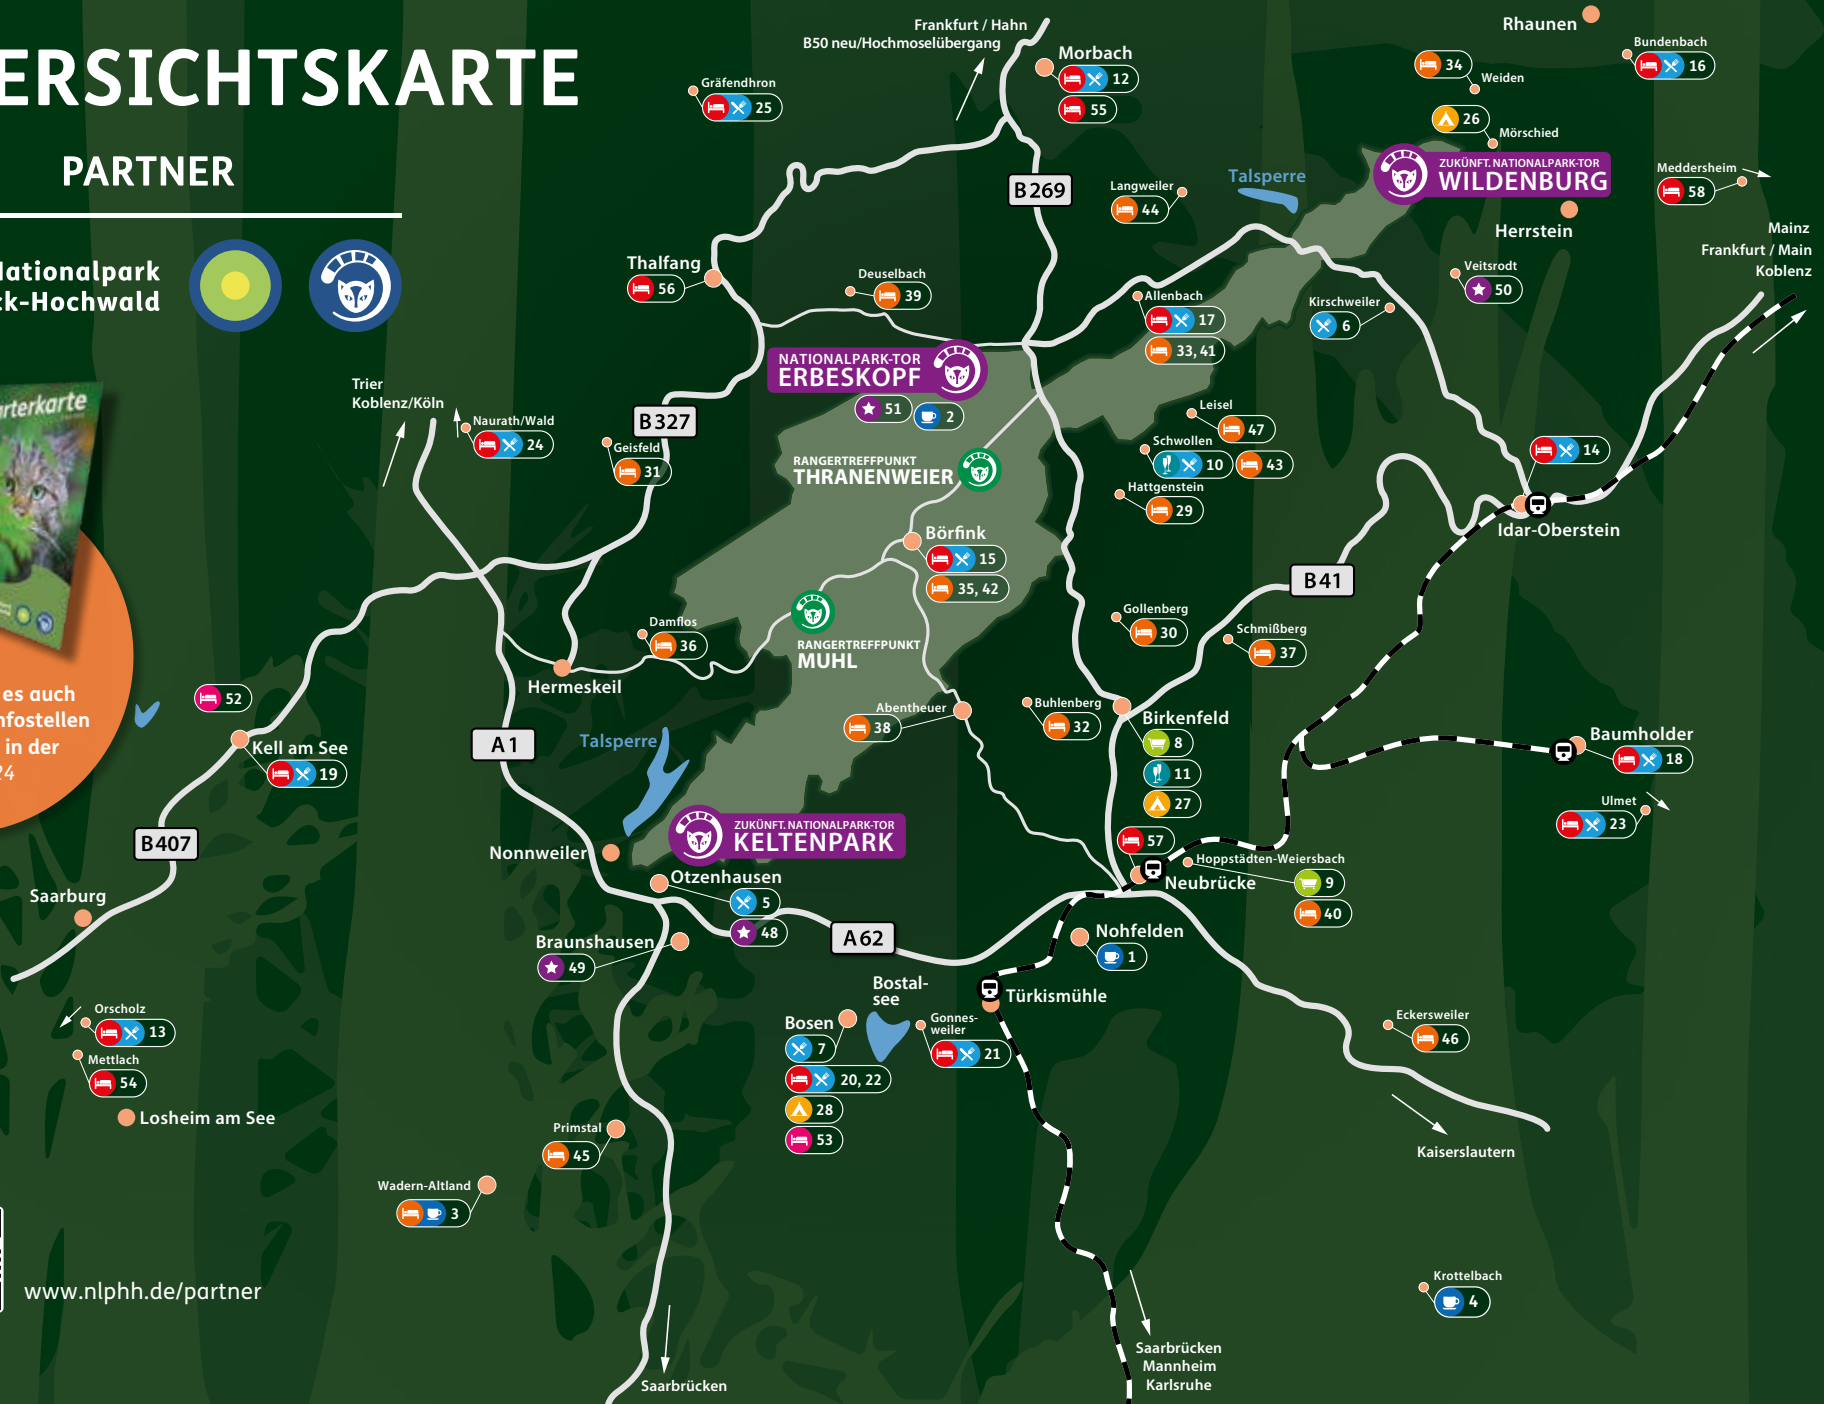 ERSICHTSKARTE
PARTNER
Nationalpark
ck-Hochwald
arterkarte
es auch
nfostellen
in der
24
www.nlphh.de/partner
Frankfurt / Hahn
B50 neu/Hochmoselübergang
Morbach
12
55
Gräfendhron
25
Rhaunen
Bundenbach
16
34
Weiden
26
Mörschied
ZUKÜNFT. NATIONALPARK-TOR
WILDENBURG
Meddersheim
58
Herrstein
Mainz
Frankfurt / Main
Koblenz
B269
Langweiler
44
Talsperre
Veitsrodt
50
Thalfang
56
Deuselbach
39
Allenbach
17
33, 41
Kirschweiler
6
NATIONALPARK-TOR
ERBESKOPF
51
2
Trier
Koblenz/Köln
Naurath/Wald
24
B327
Geisfeld
31
Leisel
47
Schwollen
10
43
Hattgenstein
29
14
Idar-Oberstein
RANGERTREFFPUNKT
THRANENWEIER
Börfink
15
35, 42
B41
RANGERTREFFPUNKT
MUHL
Damflos
36
Hermeskeil
Gollenberg
30
Schmißberg
37
52
Kell am See
19
A1
Talsperre
Abentheuer
38
Buhlenberg
32
Birkenfeld
8
11
27
Baumholder
18
Ulmet
23
B407
ZUKÜNFT. NATIONALPARK-TOR
KELTENPARK
Nonnweiler
Otzenhausen
5
48
57
Neubrücke
Hoppstädten-Weiersbach
9
40
Saarburg
Braunshausen
49
A62
Nohfelden
1
Türkismühle
Bostal-
see
Bosen
7
20, 22
28
53
Gonnes-
weiler
21
Orscholz
13
Mettlach
54
Losheim am See
Eckersweiler
46
Kaiserslautern
Primstal
45
Wadern-Altland
3
Krottelbach
4
Saarbrücken
Mannheim
Karlsruhe
Saarbrücken